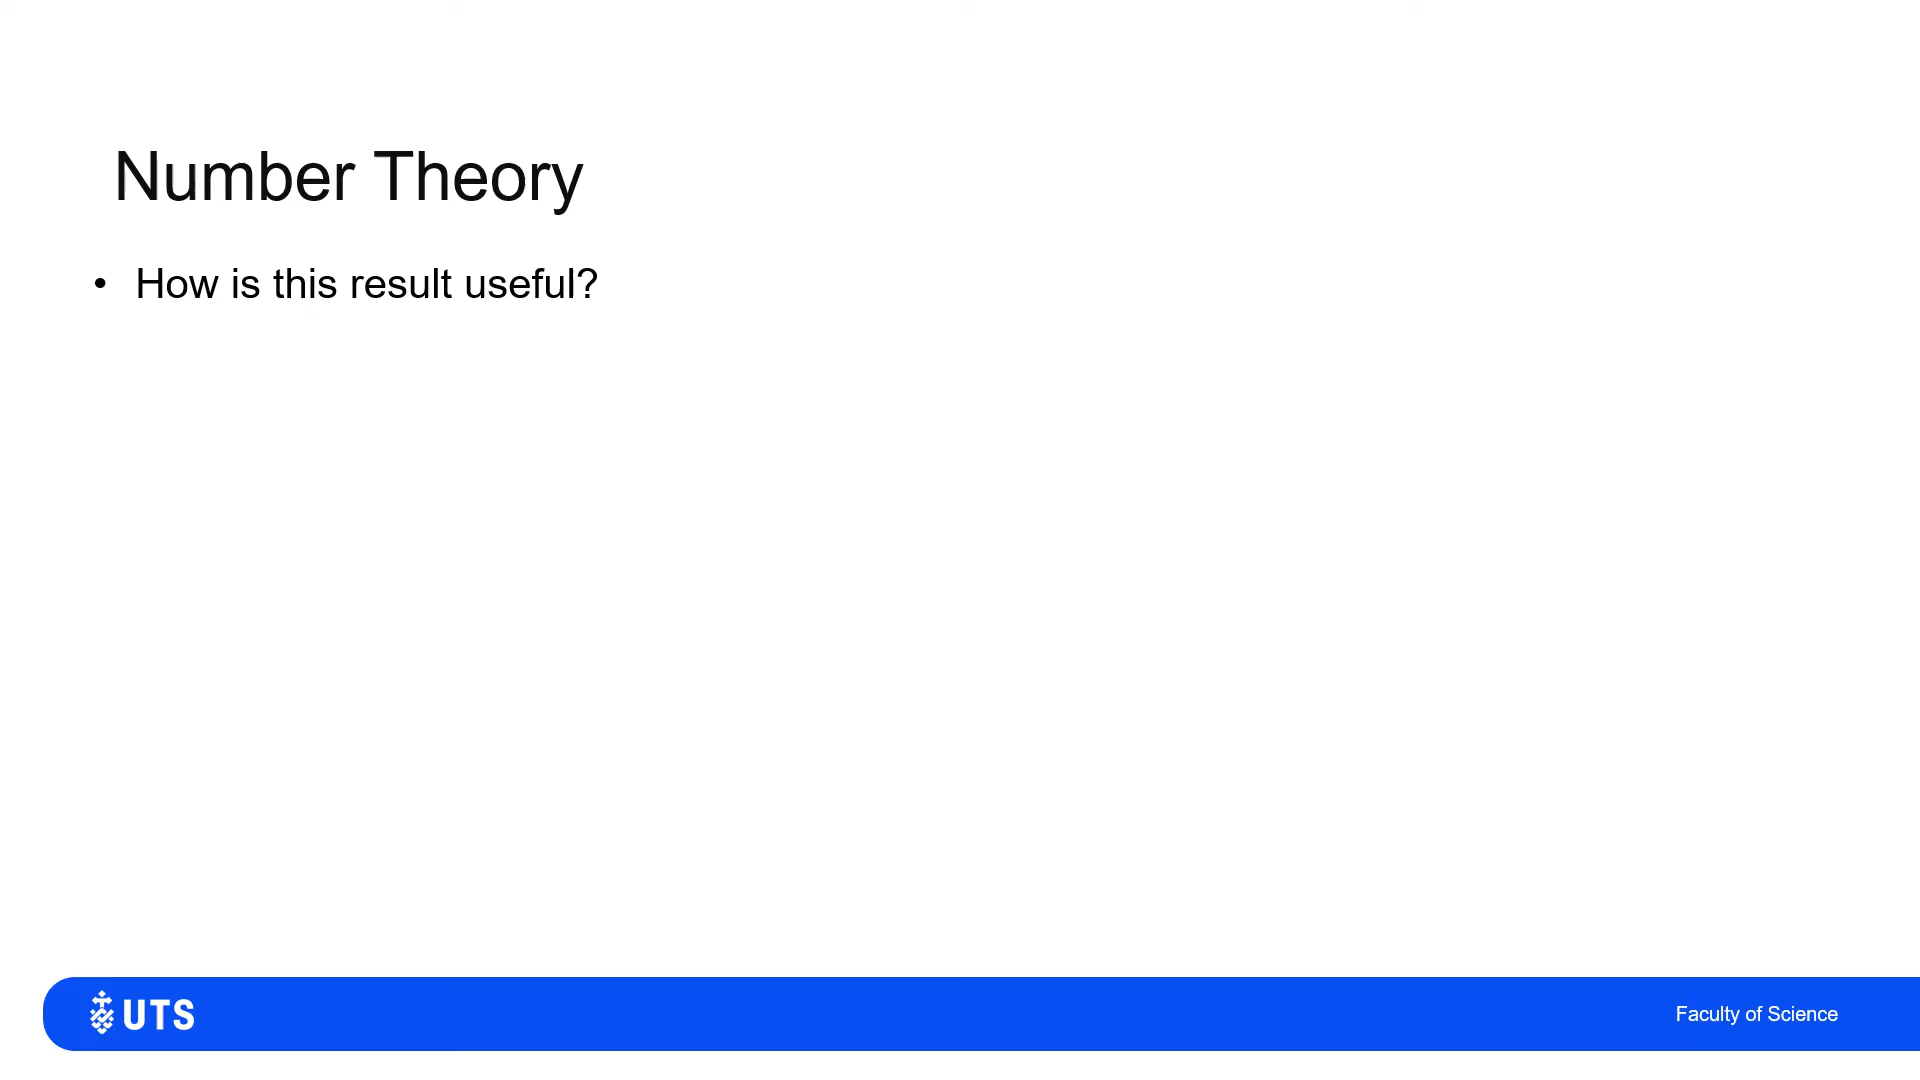 Number Theory
• How is this result useful?
UTS
Faculty of Science